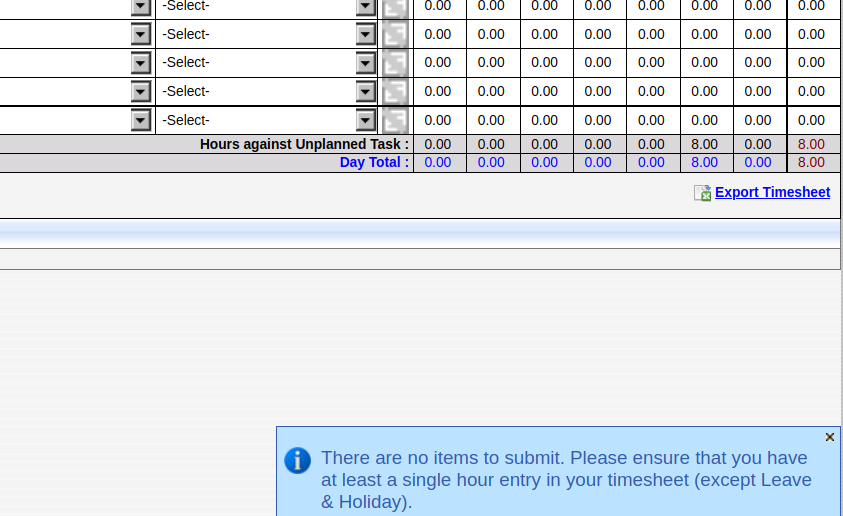 -Select- 0.00 0.00 0.00 0.00 0.00 0.00 0.00 0.00
-Select- 0.00 0.00 0.00 0.00 0.00 0.00 0.00 0.00
-Select- 0.00 0.00 0.00 0.00 0.00 0.00 0.00 0.00
-Select- 0.00 0.00 0.00 0.00 0.00 0.00 0.00 0.00
-Select- 0.00 0.00 0.00 0.00 0.00 0.00 0.00 0.00
Hours against Unplanned Task : 0.00 0.00 0.00 0.00 0.00 8.00 0.00 8.00
Day Total : 0.00 0.00 0.00 0.00 0.00 8.00 0.00 8.00
Export Timesheet
There are no items to submit. Please ensure that you have
at least a single hour entry in your timesheet (except Leave
& Holiday).